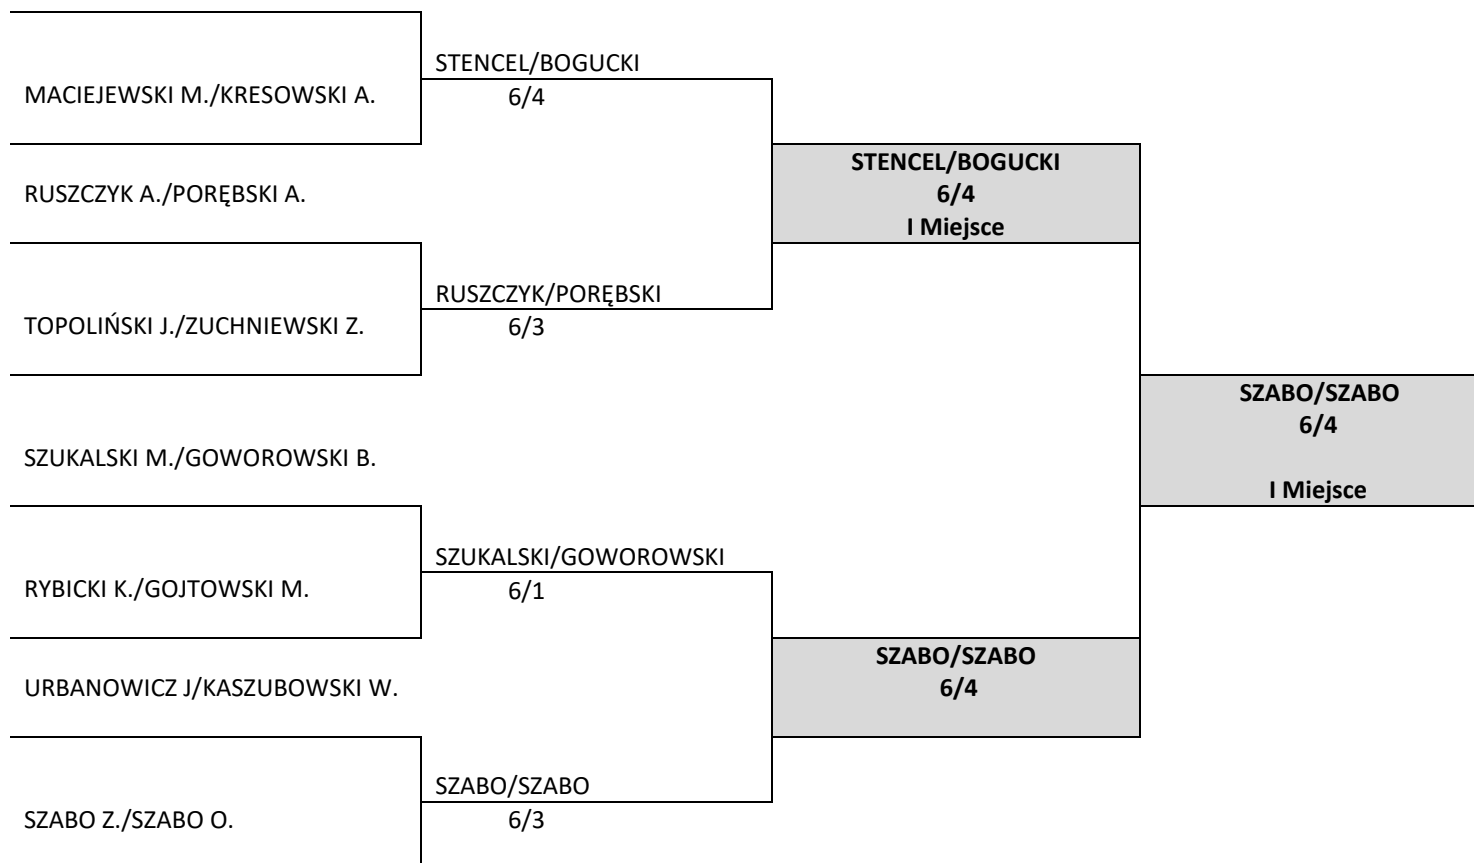 STENCEL/BOGUCKI
MACIEJEWSKI M./KRESOWSKI A.
6/4
STENCEL/BOGUCKI
6/4
I Miejsce
RUSZCZYK A./PORĘBSKI A.
RUSZCZYK/PORĘBSKI
6/3
TOPOLIŃSKI J./ZUCHNIEWSKI Z.
SZABO/SZABO
6/4
I Miejsce
SZUKALSKI M./GOWOROWSKI B.
SZUKALSKI/GOWOROWSKI
6/1
RYBICKI K./GOJTOWSKI M.
SZABO/SZABO
6/4
URBANOWICZ J/KASZUBOWSKI W.
SZABO/SZABO
6/3
SZABO Z./SZABO O.